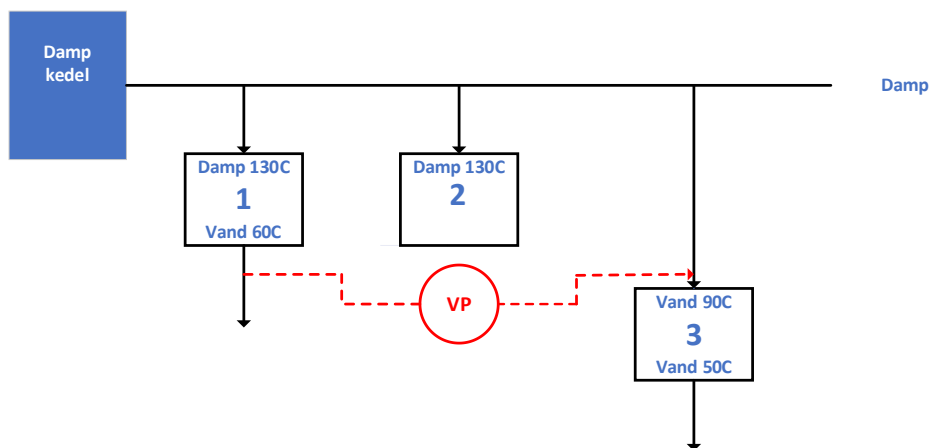 Damp
kedel
Damp
Damp 130C
1
Vand 60C
Damp 130C
2
VP
Vand 90C
3
Vand 50C